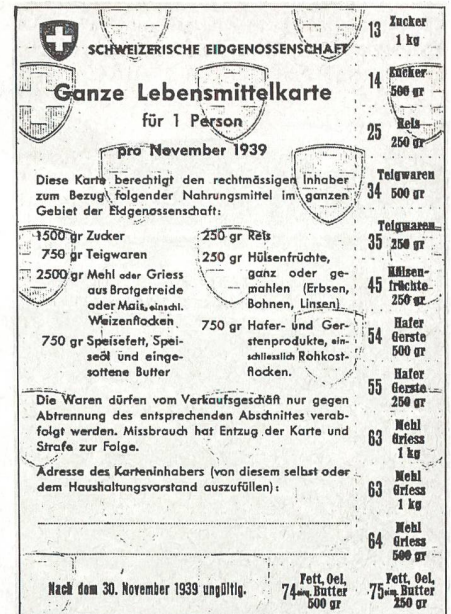 SCHWEIZERISCHE EIDGENOSSENSCHAFT
Ganze Lebensmittelkarte
für 1 Person
pro November 1939
Diese Karte berechtigt den rechtmässigen Inhaber
zum Bezug folgender Nahrungsmittel im ganzen
Gebiet der Eidgenossenschaft:
1500 gr Zucker
750 gr Teigwaren
2500 gr Mehl oder Griess
aus Brotgetreide
oder Mais, einschl.
Weizenflocken
750 gr Speisefett, Spei-
seöl und einge-
sottene Butter
250 gr Reis
250 gr Hülsenfrüchte,
ganz oder ge-
mahlen (Erbsen,
Bohnen, Linsen)
750 gr Hafer- und Ger-
stenprodukte, ein-
schliesslich Rohkost-
flocken.
Die Waren dürfen vom Verkaufsgeschäft nur gegen
Abtrennung des entsprechenden Abschnittes verab-
folgt werden. Missbrauch hat Entzug der Karte und
Strafe zur Folge.
Adresse des Karteninhabers (von diesem selbst oder
dem Haushaltungsvorstand auszufüllen):
Nach dem 30. November 1939 ungültig.
13 Zucker
1 kg
14 Zucker
500 gr
25 Reis
250 gr
Teigwaren
34 500 gr
Teigwaren
35 250 gr
45 Hülsen-
früchte
250 gr
54 Hafer
Gerste
500 gr
55 Hafer
Gerste
250 gr
63 Mehl
Griess
1 kg
63 Mehl
Griess
1 kg
64 Mehl
Griess
500 gr
Fett, Oel,
74 eing. Butter
500 gr
Fett, Oel,
75 eing. Butter
250 gr